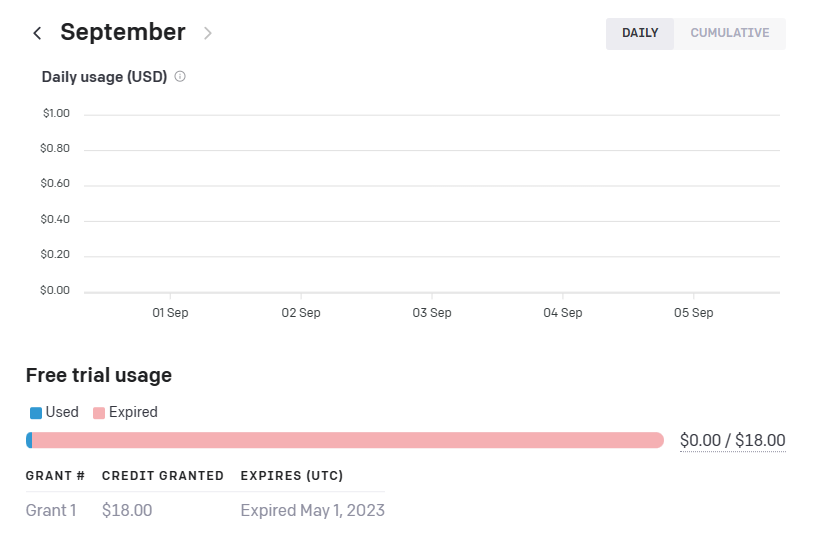 September
DAILY CUMULATIVE
Daily usage (USD)
$1.00
$0.80
$0.60
$0.40
$0.20
$0.00
01 Sep 02 Sep 03 Sep 04 Sep 05 Sep
Free trial usage
Used Expired
$0.00 / $18.00
GRANT # CREDIT GRANTED EXPIRES (UTC)
Grant 1 $18.00 Expired May 1, 2023